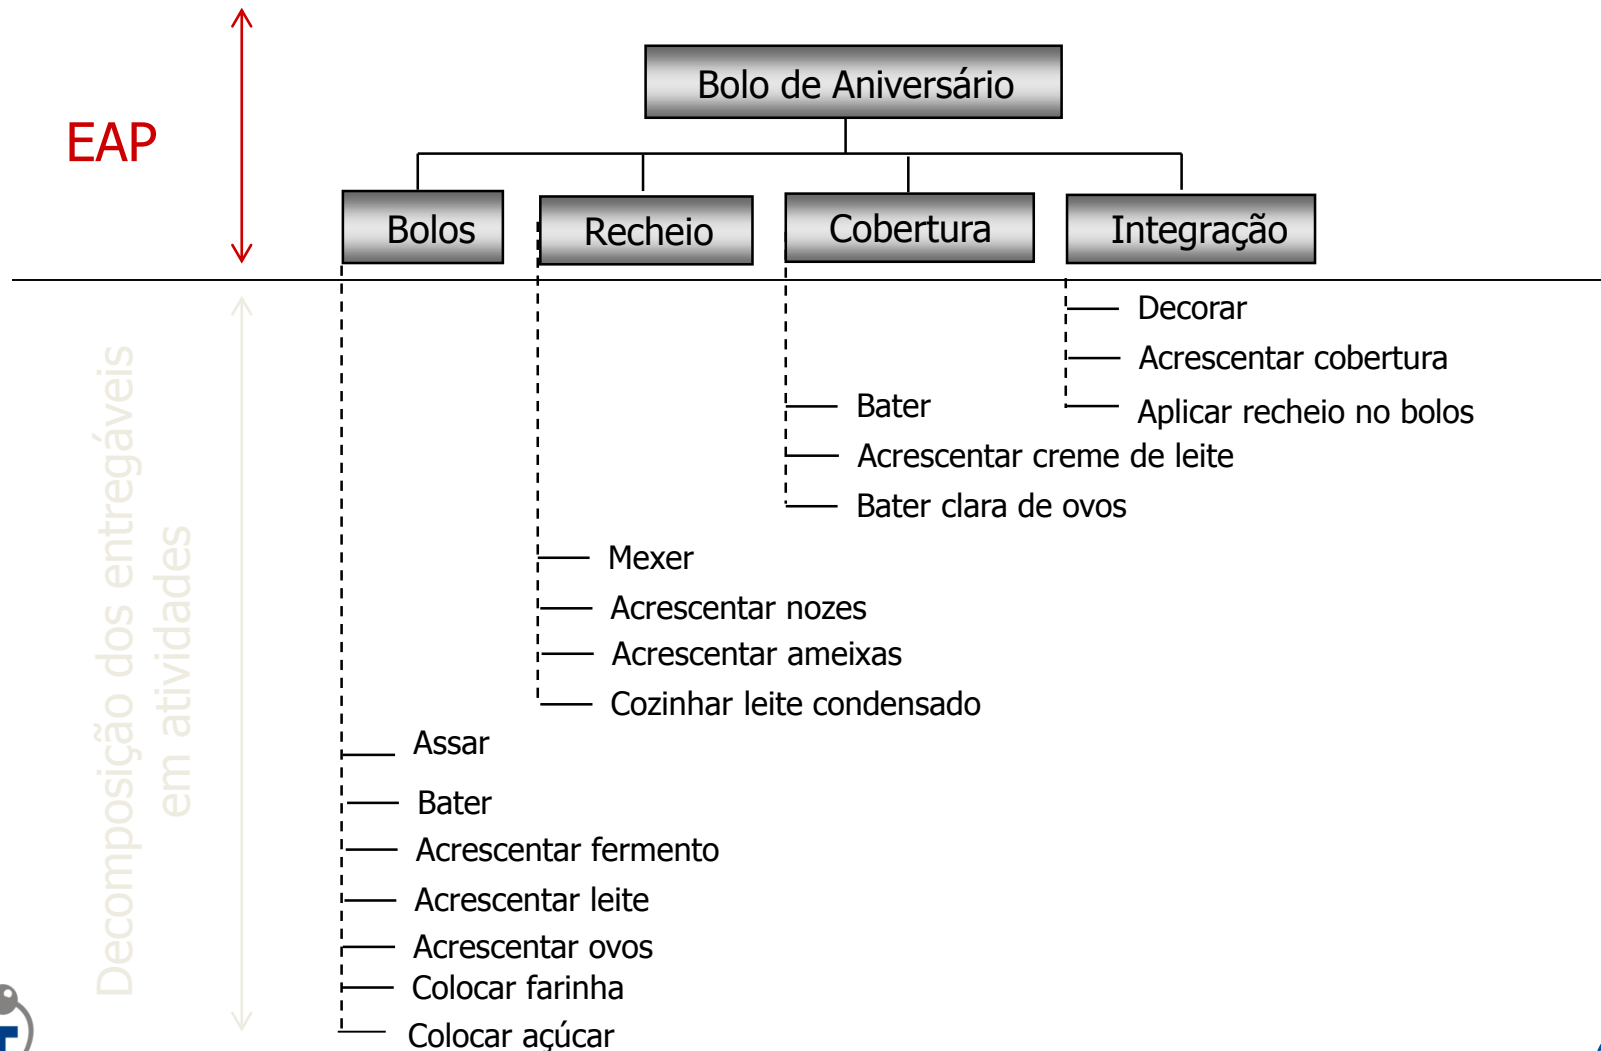 Bolo de Aniversário
EAP
Bolos
Recheio
Cobertura
Integração
Decorar
Acrescentar cobertura
Aplicar recheio no bolos
Bater
Acrescentar creme de leite
Bater clara de ovos
Mexer
Acrescentar nozes
Acrescentar ameixas
Cozinhar leite condensado
Assar
Bater
Acrescentar fermento
Acrescentar leite
Acrescentar ovos
Colocar farinha
Colocar açúcar
Decomposição dos entregáveis
em atividades